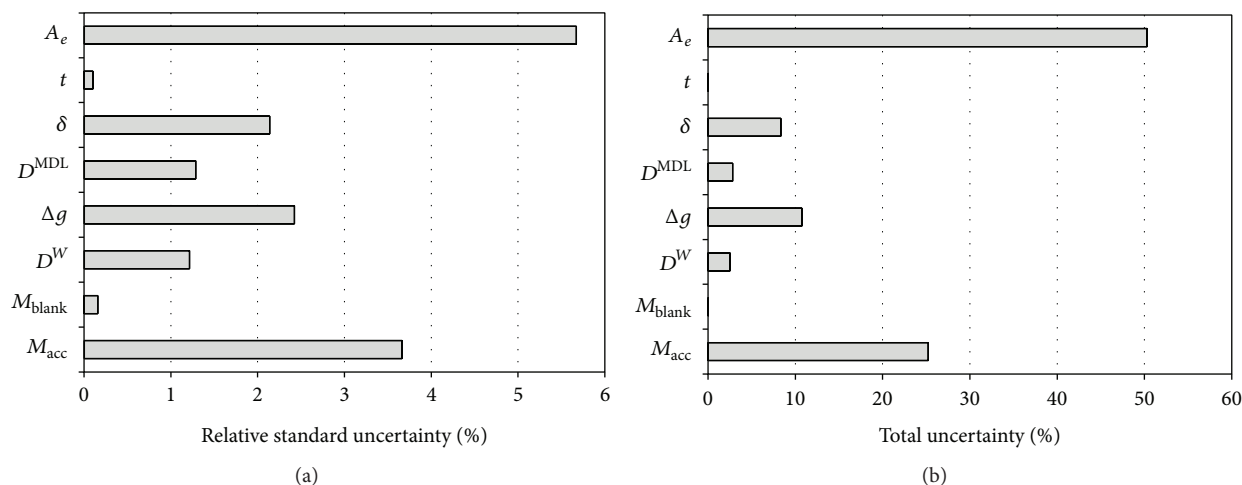 A_e
t
δ
D^MDL
Δg
D^W
M_blank
M_acc
0 1 2 3 4 5 6
Relative standard uncertainty (%)
(a)
A_e
t
δ
D^MDL
Δg
D^W
M_blank
M_acc
0 10 20 30 40 50 60
Total uncertainty (%)
(b)